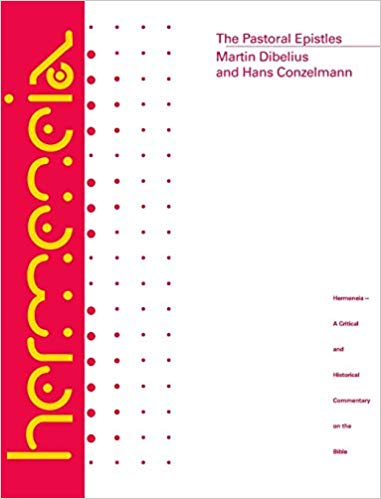 The Pastoral Epistles
Martin Dibelius
and Hans Conzelmann
hermeneia
Hermeneia –
A Critical
and
Historical
Commentary
on the
Bible